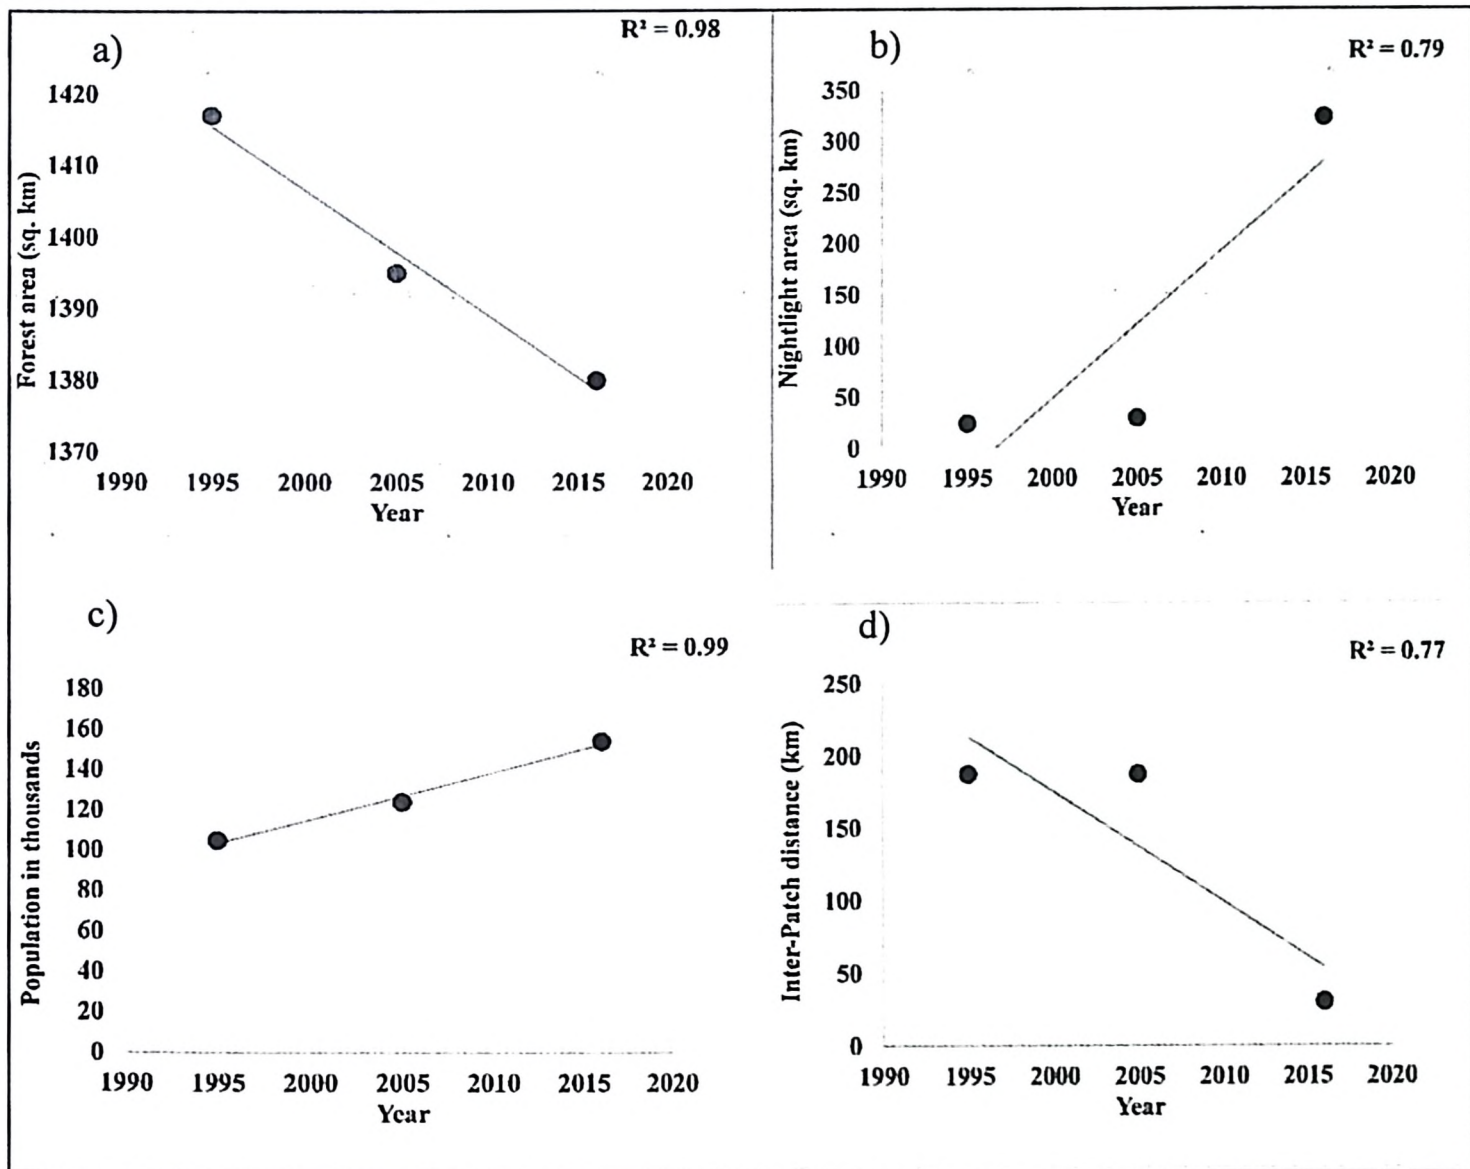 a)
R² = 0.98
Forest area (sq. km)
1420
1410
1400
1390
1380
1370
1990 1995 2000 2005 2010 2015 2020
Year
b)
R² = 0.79
Nightlight area (sq. km)
350
300
250
200
150
100
50
0
1990 1995 2000 2005 2010 2015 2020
Year
c)
R² = 0.99
Population in thousands
180
160
140
120
100
80
60
40
20
0
1990 1995 2000 2005 2010 2015 2020
Year
d)
R² = 0.77
Inter-Patch distance (km)
250
200
150
100
50
0
1990 1995 2000 2005 2010 2015 2020
Year